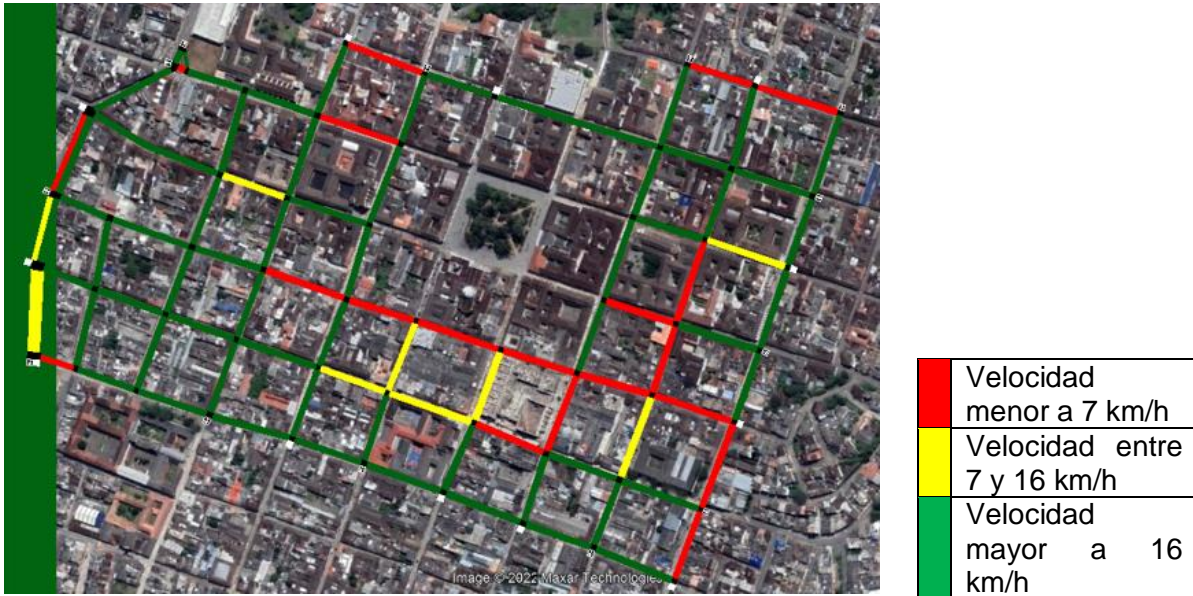 Velocidad
menor a 7 km/h
Velocidad entre
7 y 16 km/h
Velocidad
mayor a 16
km/h
Image © 2022 Maxar Technologies